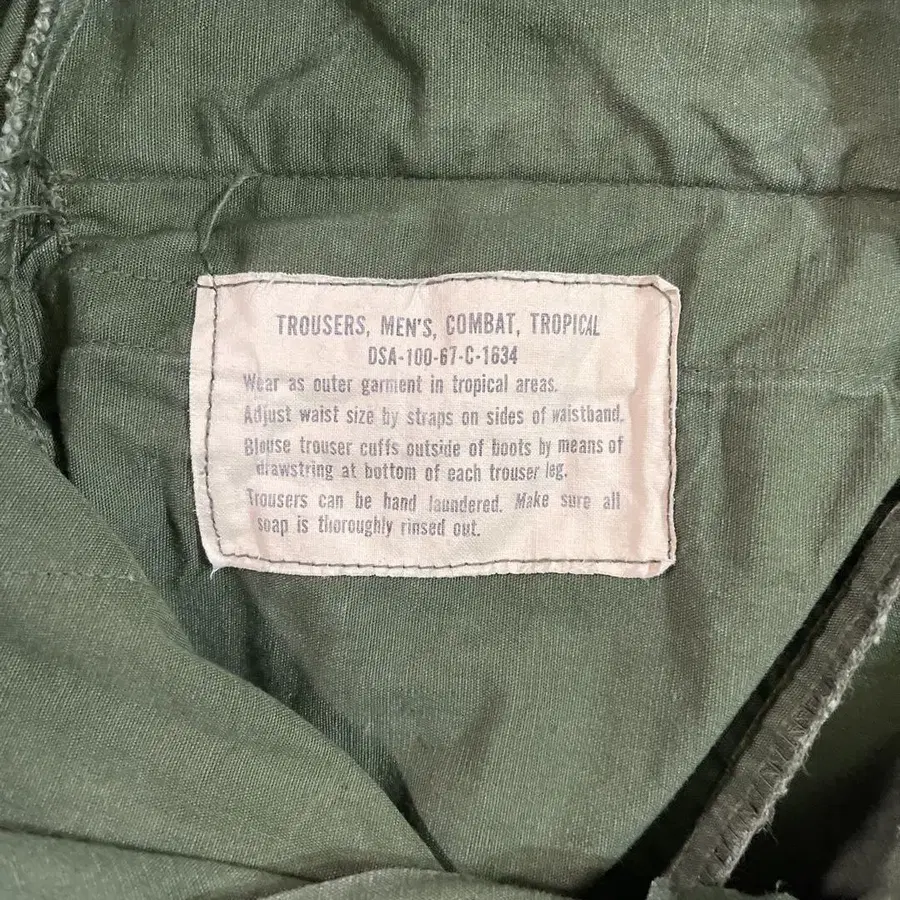 TROUSERS, MEN'S, COMBAT, TROPICAL
DSA-100-67-C-1634
Wear as outer garment in tropical areas.
Adjust waist size by straps on sides of waistband.
Blouse trouser cuffs outside of boots by means of
drawstring at bottom of each trouser leg.
Trousers can be hand laundered. Make sure all
soap is thoroughly rinsed out.